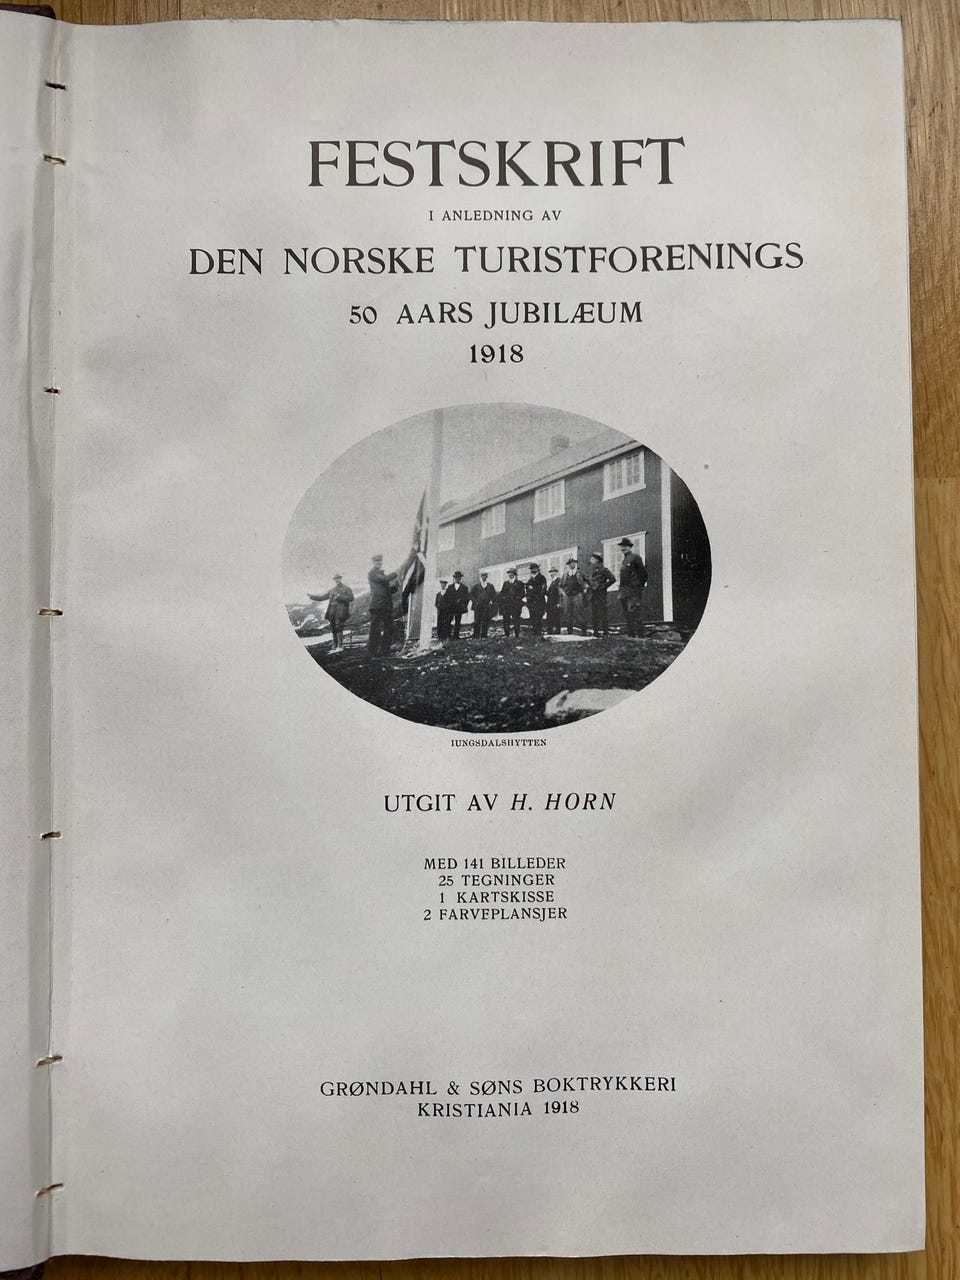 FESTSKRIFT
I ANLEDNING AV
DEN NORSKE TURISTFORENINGS
50 AARS JUBILÆUM
1918
IUNGSDALSHYTTEN
UTGIT AV H. HORN
MED 141 BILLEDER
25 TEGNINGER
1 KARTSKISSE
2 FARVEPLANSJER
GRØNDAHL & SØNS BOKTRYKKERI
KRISTIANIA 1918